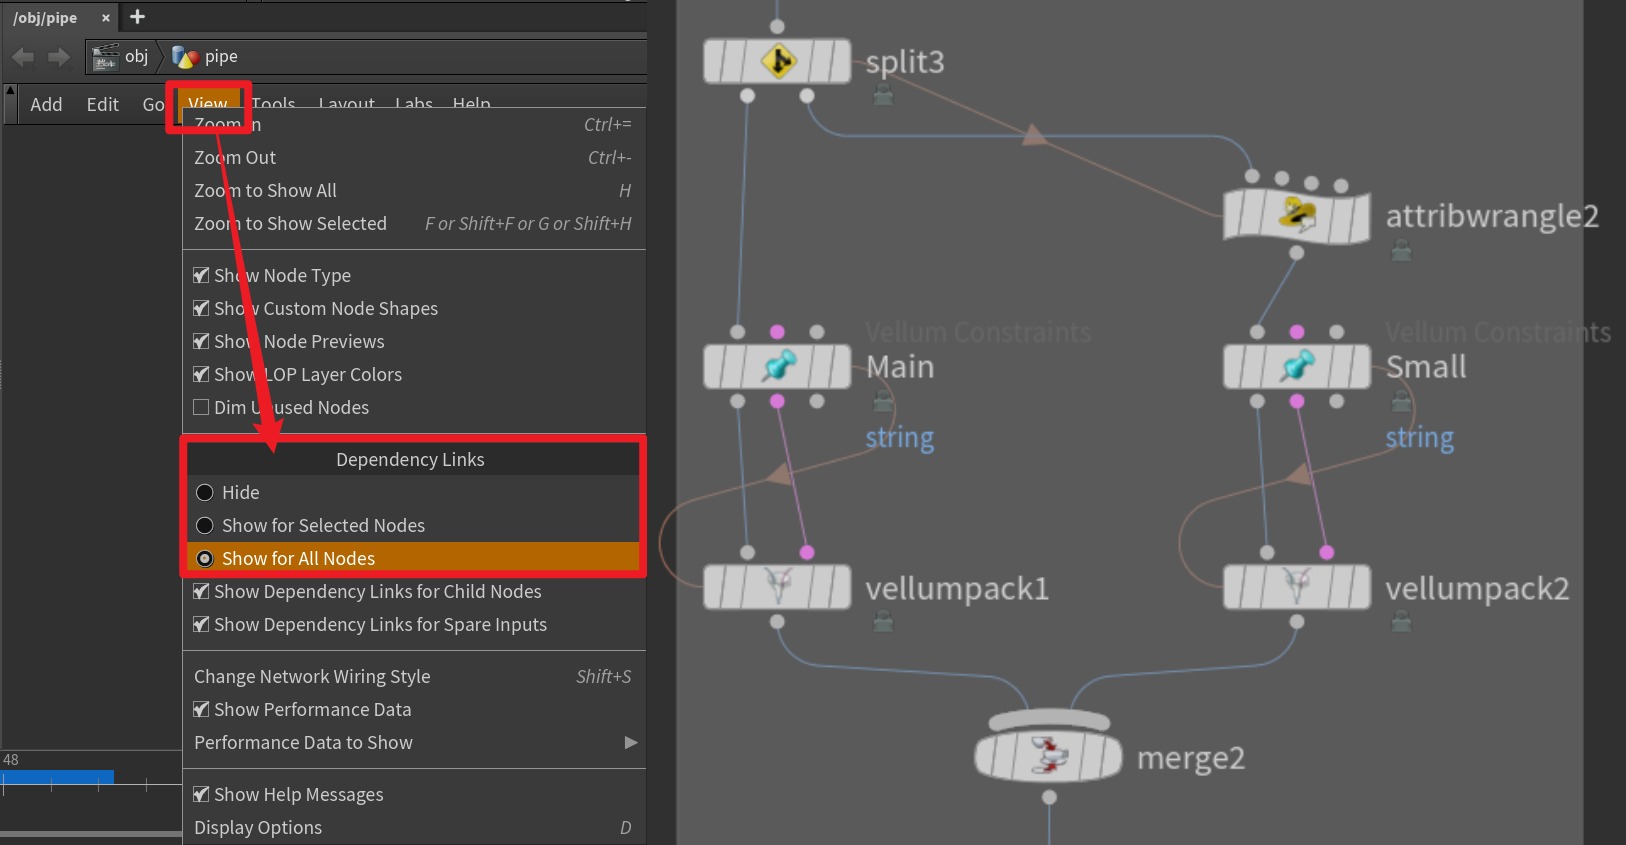 /obj/pipe × +
obj pipe
Add Edit Go View Tools Layout Labs Help
Zoom In Ctrl+=
Zoom Out Ctrl+-
Zoom to Show All H
Zoom to Show Selected F or Shift+F or G or Shift+H
Show Node Type
Show Custom Node Shapes
Show Node Previews
Show LOP Layer Colors
Dim Unused Nodes
Dependency Links
Hide
Show for Selected Nodes
Show for All Nodes
Show Dependency Links for Child Nodes
Show Dependency Links for Spare Inputs
Change Network Wiring Style Shift+S
Show Performance Data
Performance Data to Show
Show Help Messages
Display Options D
48
split3
attribwrangle2
Vellum Constraints
Main
string
Vellum Constraints
Small
string
vellumpack1
vellumpack2
merge2